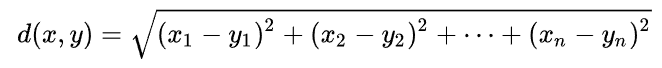 d(x, y) = √((x₁ − y₁)² + (x₂ − y₂)² + ⋯ + (xₙ − yₙ)²)